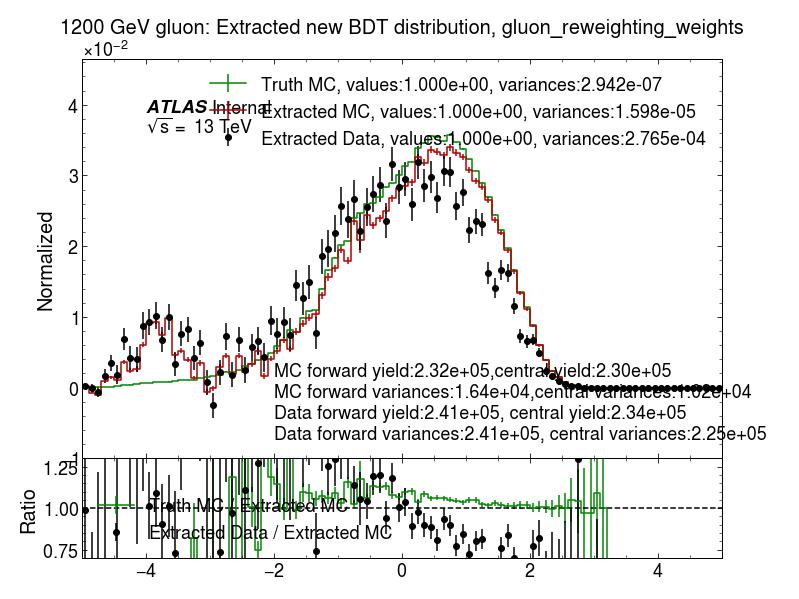 1200 GeV gluon: Extracted new BDT distribution, gluon_reweighting_weights
×10⁻²
Truth MC, values:1.000e+00, variances:2.942e-07
ATLAS Internal
Extracted MC, values:1.000e+00, variances:1.598e-05
√s = 13 TeV
Extracted Data, values:1.000e+00, variances:2.765e-04
4
3
2
1
0
Normalized
MC forward yield:2.32e+05,central yield:2.30e+05
MC forward variances:1.64e+04,central variances:1.02e+04
Data forward yield:2.41e+05, central yield:2.34e+05
Data forward variances:2.41e+05, central variances:2.25e+05
1
1.25
1.00
0.75
Ratio
Truth MC / Extracted MC
Extracted Data / Extracted MC
−4 −2 0 2 4